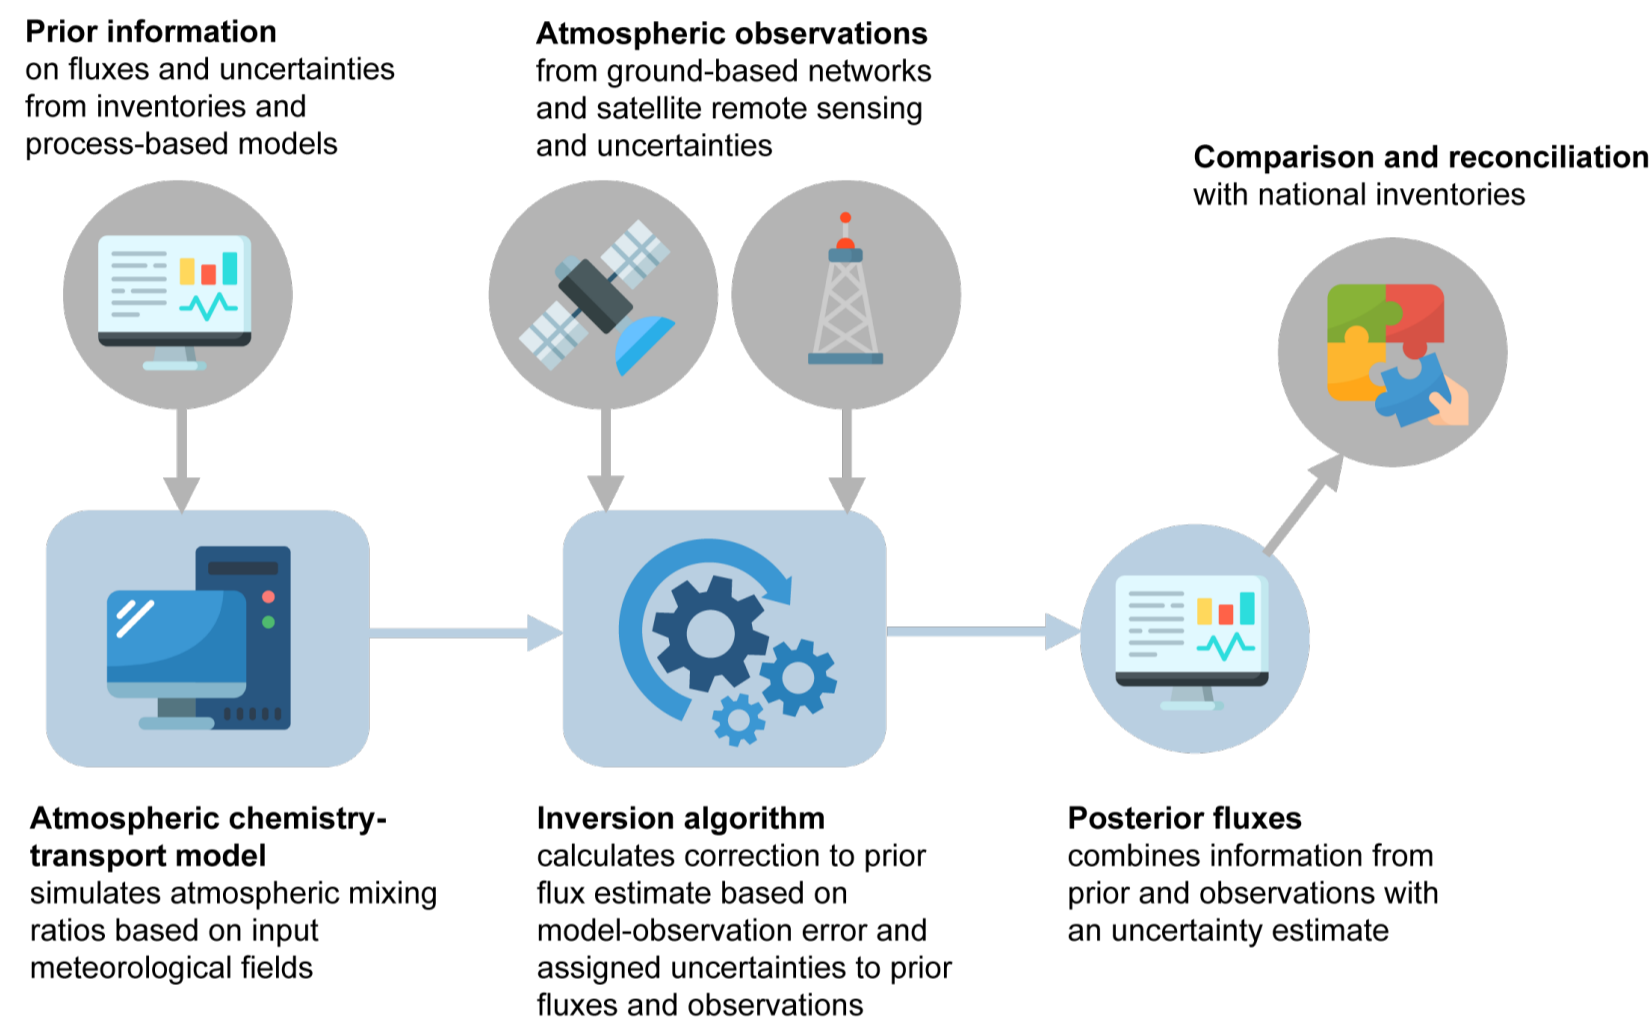 Prior information
on fluxes and uncertainties
from inventories and
process-based models
Atmospheric observations
from ground-based networks
and satellite remote sensing
and uncertainties
Comparison and reconciliation
with national inventories
Atmospheric chemistry-
transport model
simulates atmospheric mixing
ratios based on input
meteorological fields
Inversion algorithm
calculates correction to prior
flux estimate based on
model-observation error and
assigned uncertainties to prior
fluxes and observations
Posterior fluxes
combines information from
prior and observations with
an uncertainty estimate